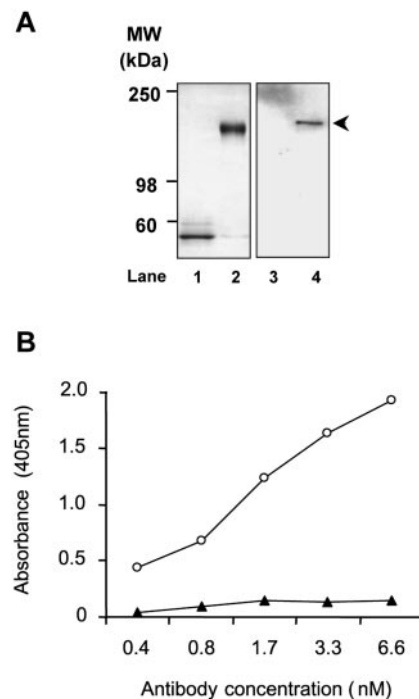 A
MW
(kDa)
250
98
60
Lane 1 2 3 4
B
Absorbance (405nm)
2.0
1.5
1.0
0.5
0
0.4 0.8 1.7 3.3 6.6
Antibody concentration (nM)